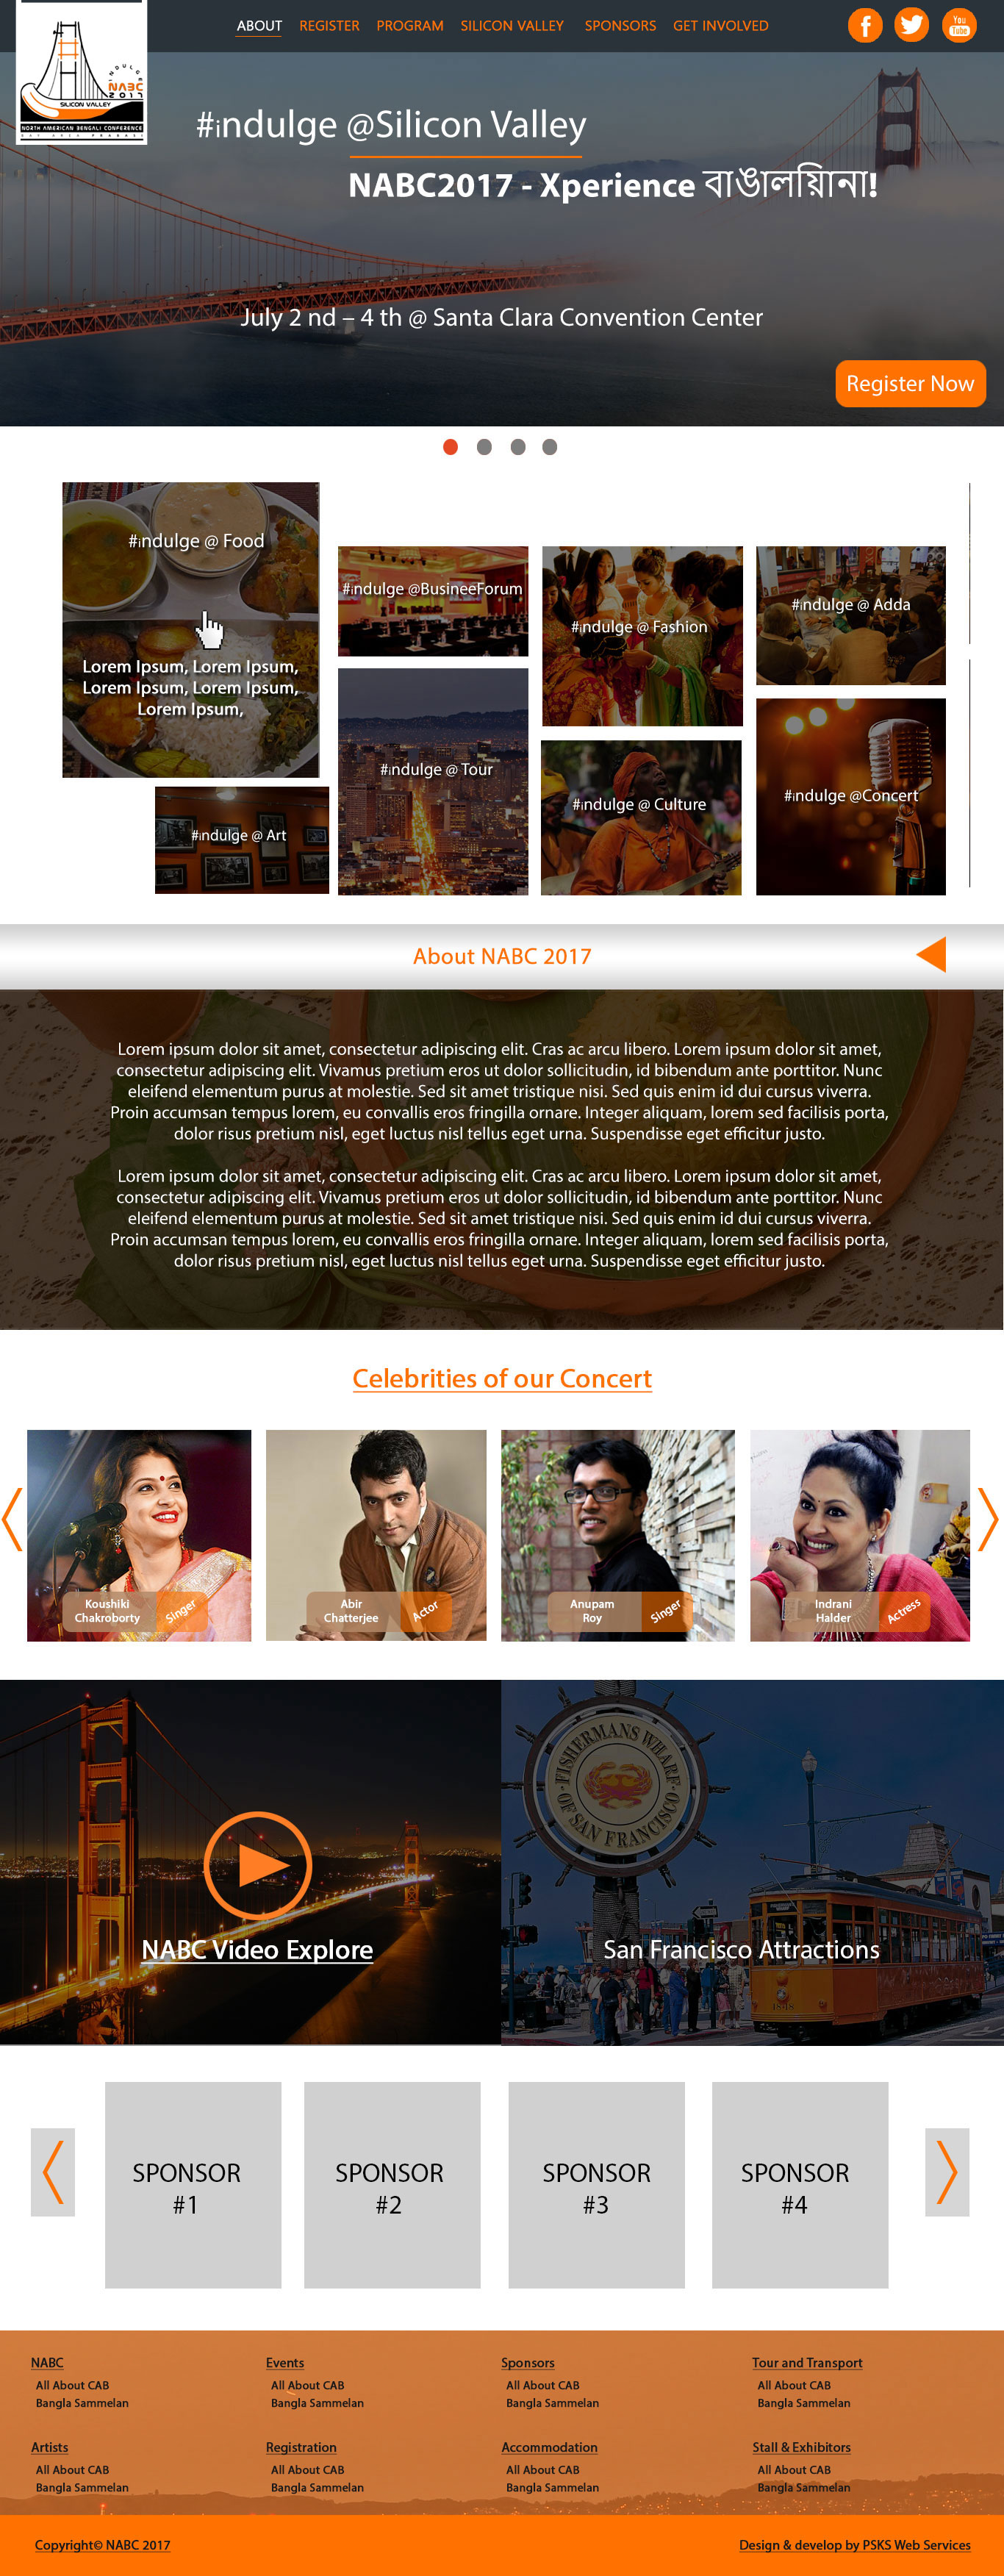 ABOUT REGISTER PROGRAM SILICON VALLEY SPONSORS GET INVOLVED
You
Tube
INDULGE
NABC
2017
SILICON VALLEY
NORTH AMERICAN BENGALI CONFERENCE
#indulge @Silicon Valley
NABC2017 - Xperience বাঙালিয়ানা!
July 2 nd – 4 th @ Santa Clara Convention Center
Register Now
#indulge @ Food
Lorem Ipsum, Lorem Ipsum,
Lorem Ipsum, Lorem Ipsum,
Lorem Ipsum,
#indulge @BusineeForum
#indulge @ Fashion
#indulge @ Adda
#indulge @ Tour
#indulge @ Culture
#indulge @Concert
#indulge @ Art
About NABC 2017
Lorem ipsum dolor sit amet, consectetur adipiscing elit. Cras ac arcu libero. Lorem ipsum dolor sit amet,
consectetur adipiscing elit. Vivamus pretium eros ut dolor sollicitudin, id bibendum ante porttitor. Nunc
eleifend elementum purus at molestie. Sed sit amet tristique nisi. Sed quis enim id dui cursus viverra.
Proin accumsan tempus lorem, eu convallis eros fringilla ornare. Integer aliquam, lorem sed facilisis porta,
dolor risus pretium nisl, eget luctus nisl tellus eget urna. Suspendisse eget efficitur justo.
Lorem ipsum dolor sit amet, consectetur adipiscing elit. Cras ac arcu libero. Lorem ipsum dolor sit amet,
consectetur adipiscing elit. Vivamus pretium eros ut dolor sollicitudin, id bibendum ante porttitor. Nunc
eleifend elementum purus at molestie. Sed sit amet tristique nisi. Sed quis enim id dui cursus viverra.
Proin accumsan tempus lorem, eu convallis eros fringilla ornare. Integer aliquam, lorem sed facilisis porta,
dolor risus pretium nisl, eget luctus nisl tellus eget urna. Suspendisse eget efficitur justo.
Celebrities of our Concert
Koushiki
Chakroborty
Singer
Abir
Chatterjee
Actor
Anupam
Roy
Singer
Indrani
Halder
Actress
FISHERMANS WHARF
OF SAN FRANCISCO
1818
NABC Video Explore
San Francisco Attractions
SPONSOR
#1
SPONSOR
#2
SPONSOR
#3
SPONSOR
#4
NABC
All About CAB
Bangla Sammelan
Events
All About CAB
Bangla Sammelan
Sponsors
All About CAB
Bangla Sammelan
Tour and Transport
All About CAB
Bangla Sammelan
Artists
All About CAB
Bangla Sammelan
Registration
All About CAB
Bangla Sammelan
Accommodation
All About CAB
Bangla Sammelan
Stall & Exhibitors
All About CAB
Bangla Sammelan
Copyright© NABC 2017
Design & develop by PSKS Web Services